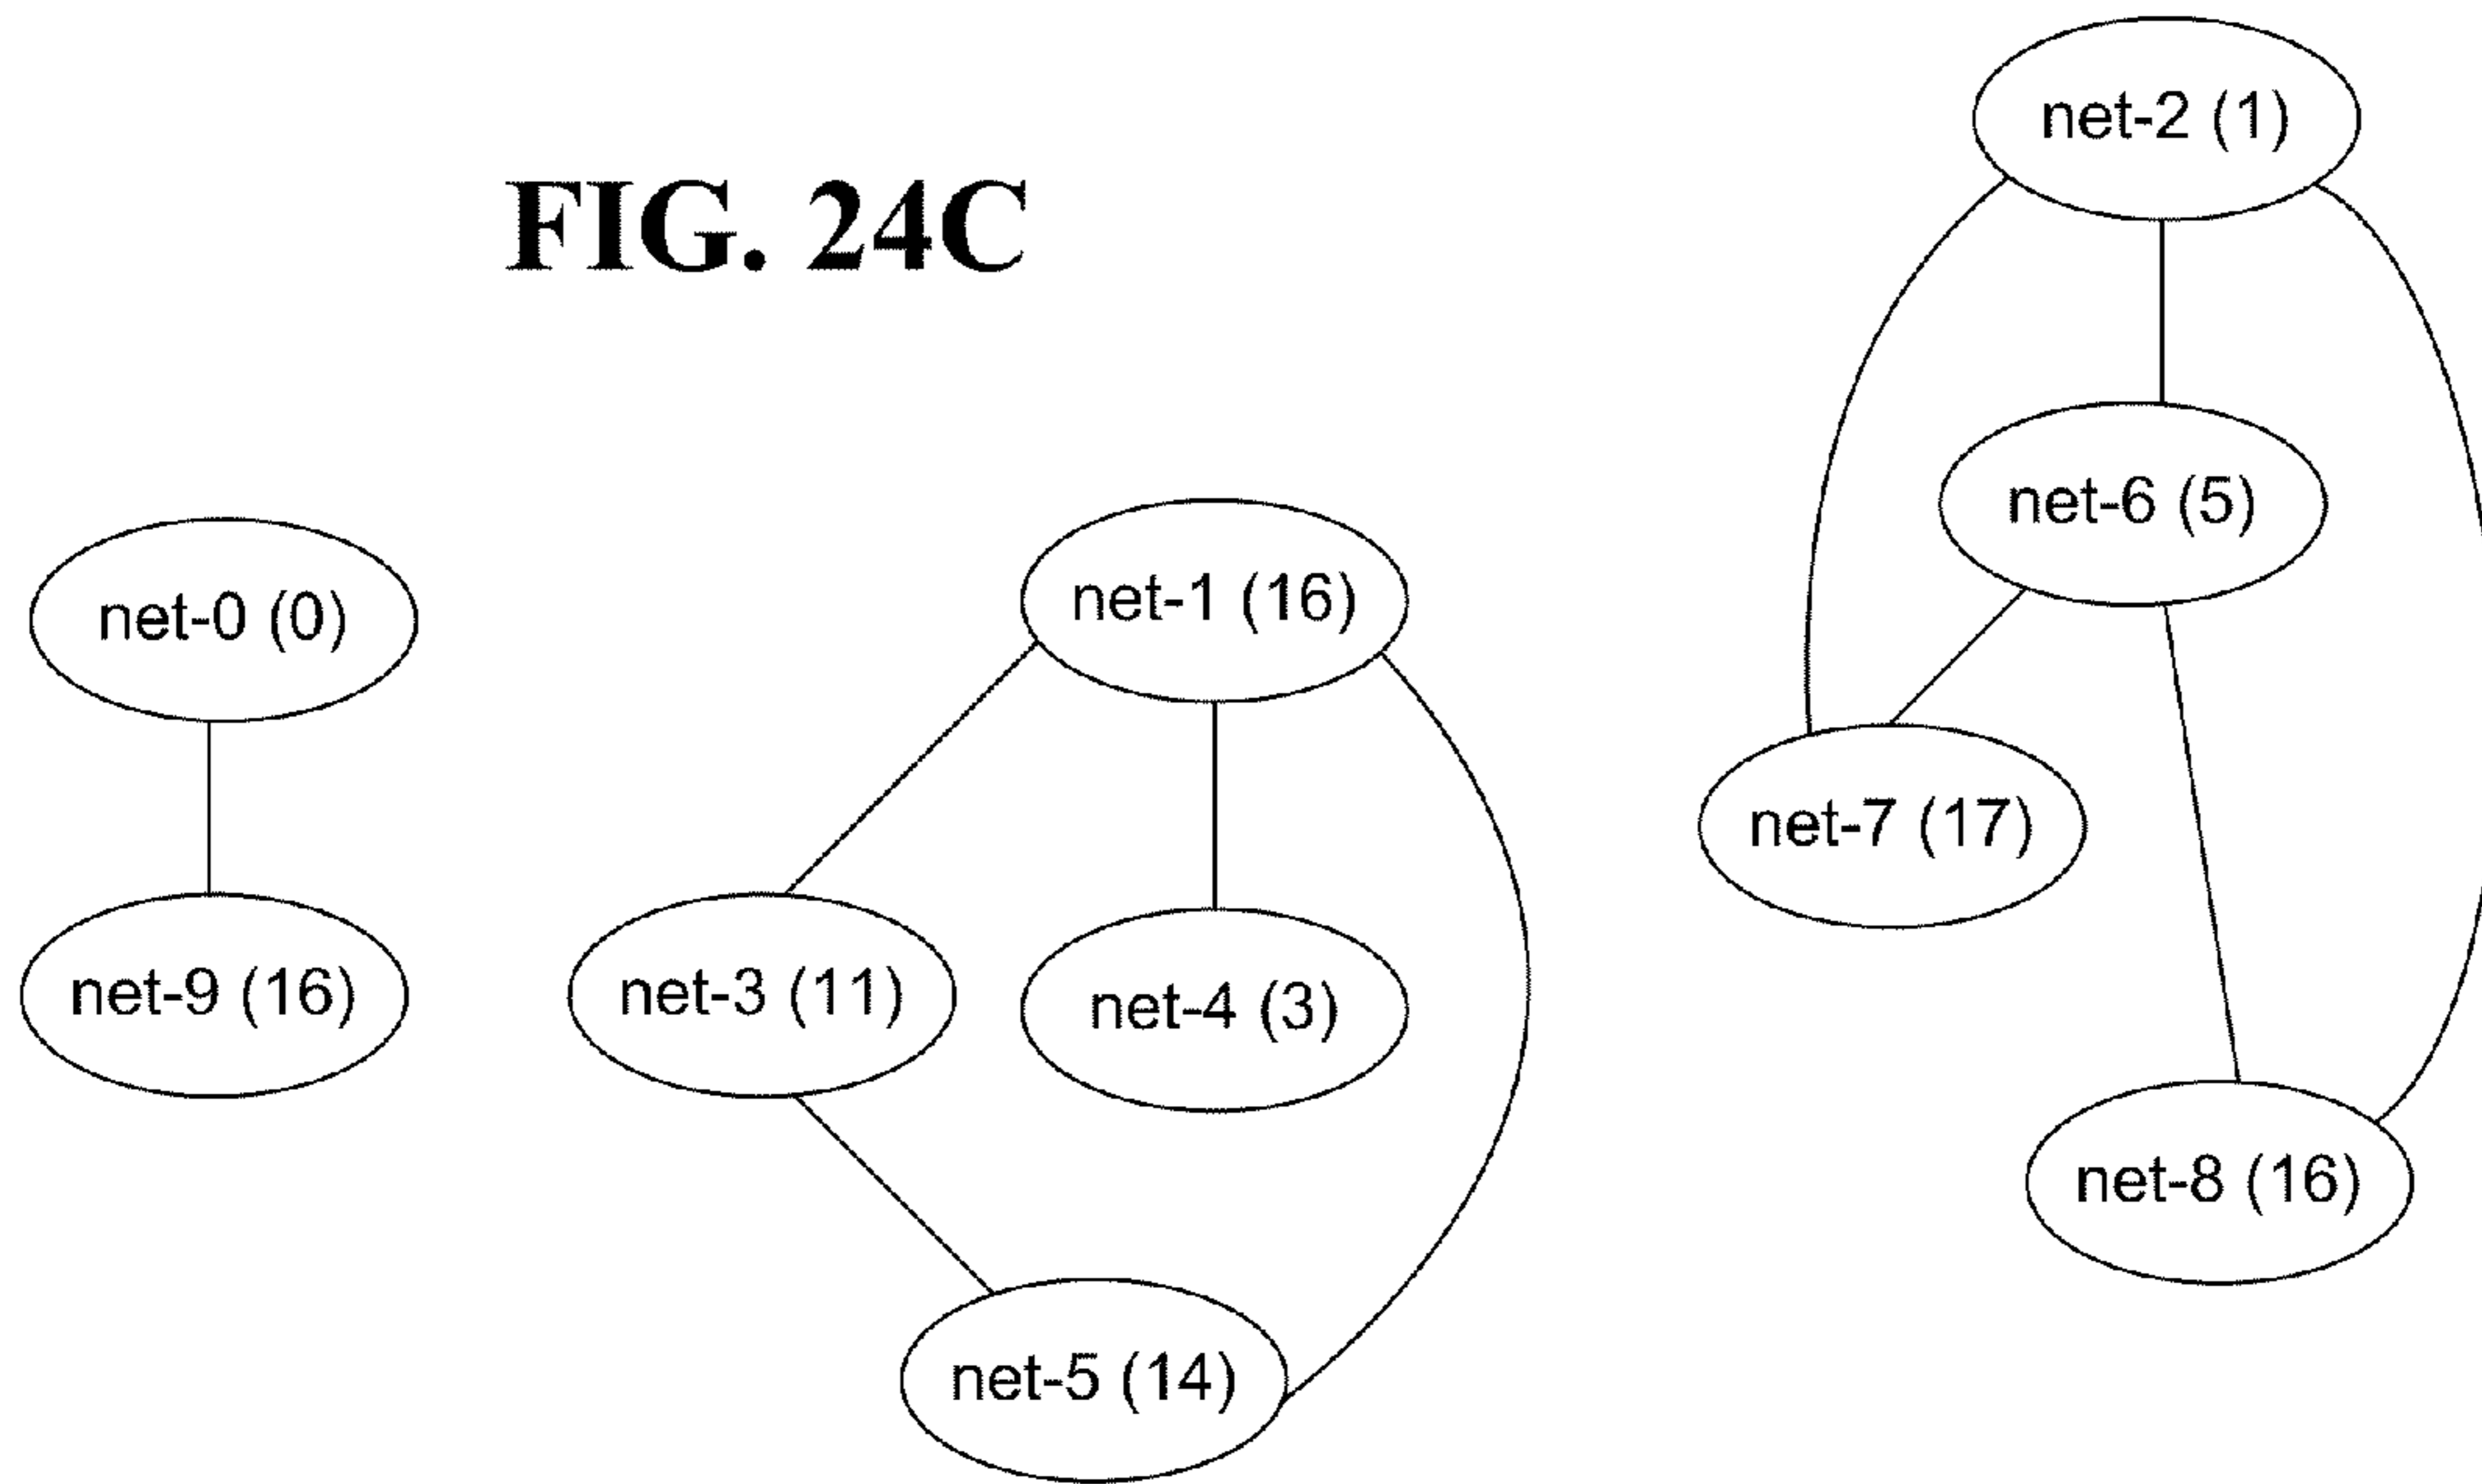 FIG. 24C
net-0 (0)
net-9 (16)
net-1 (16)
net-3 (11)
net-4 (3)
net-5 (14)
net-2 (1)
net-6 (5)
net-7 (17)
net-8 (16)